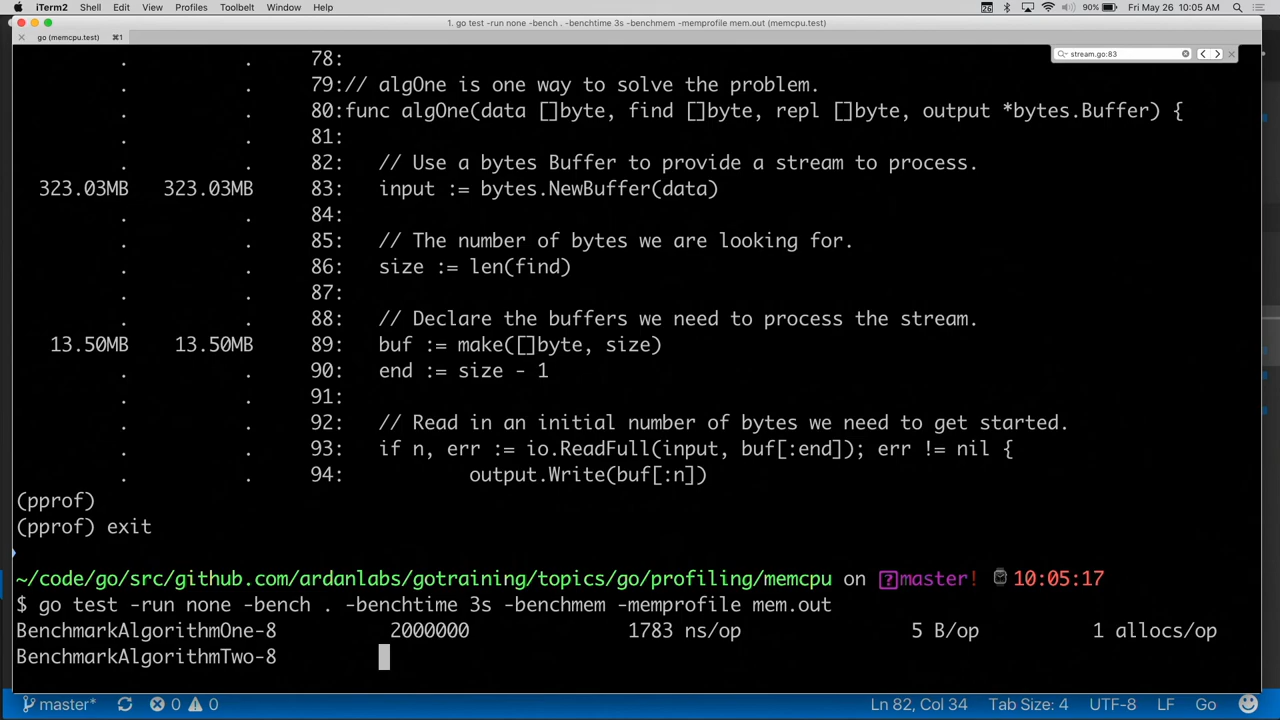 iTerm2 Shell Edit View Profiles Toolbelt Window Help 26 90% Fri May 26 10:05 AM
1. go test -run none -bench . -benchtime 3s -benchmem -memprofile mem.out (memcpu.test)
go (memcpu.test) ⌘1
stream.go:83
. . 78:
. . 79:// algOne is one way to solve the problem.
. . 80:func algOne(data []byte, find []byte, repl []byte, output *bytes.Buffer) {
. . 81:
. . 82: // Use a bytes Buffer to provide a stream to process.
323.03MB 323.03MB 83: input := bytes.NewBuffer(data)
. . 84:
. . 85: // The number of bytes we are looking for.
. . 86: size := len(find)
. . 87:
. . 88: // Declare the buffers we need to process the stream.
13.50MB 13.50MB 89: buf := make([]byte, size)
. . 90: end := size - 1
. . 91:
. . 92: // Read in an initial number of bytes we need to get started.
. . 93: if n, err := io.ReadFull(input, buf[:end]); err != nil {
. . 94: output.Write(buf[:n])
(pprof)
(pprof) exit
~/code/go/src/github.com/ardanlabs/gotraining/topics/go/profiling/memcpu on ?master! 10:05:17
$ go test -run none -bench . -benchtime 3s -benchmem -memprofile mem.out
BenchmarkAlgorithmOne-8 2000000 1783 ns/op 5 B/op 1 allocs/op
BenchmarkAlgorithmTwo-8
master* 0 0 Ln 82, Col 34 Tab Size: 4 UTF-8 LF Go